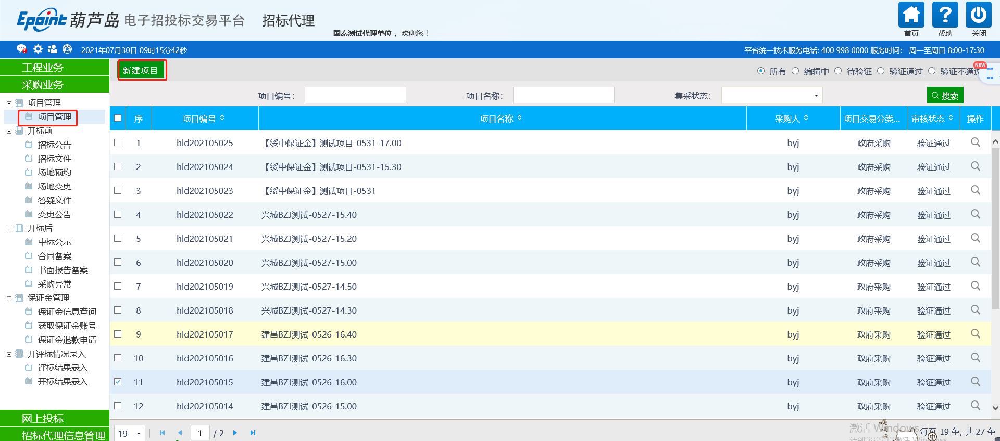 Epoint 葫芦岛 电子招投标交易平台 招标代理
国泰测试代理单位 ，欢迎您！
首页 帮助 关闭
2021年07月30日 09时15分42秒
平台统一技术服务电话: 400 998 0000 服务时间： 周一至周日 8:00-17:30
工程业务
采购业务
项目管理
项目管理
开标前
招标公告
招标文件
场地预约
场地变更
答疑文件
变更公告
开标后
中标公示
合同备案
书面报告备案
采购异常
保证金管理
保证金信息查询
获取保证金账号
保证金退款申请
开评标情况录入
评标结果录入
开标结果录入
网上投标
招标代理信息管理
新建项目
所有 编辑中 待验证 验证通过 验证不通过
NEW
项目编号： 项目名称： 集采状态： 搜索
序 项目编号 项目名称 采购人 项目交易分类... 审核状态 操作
1 hld202105025 【绥中保证金】测试项目-0531-17.00 byj 政府采购 验证通过
2 hld202105024 【绥中保证金】测试项目-0531-15.30 byj 政府采购 验证通过
3 hld202105023 【绥中保证金】测试项目-0531 byj 政府采购 验证通过
4 hld202105022 兴城BZJ测试-0527-15.40 byj 政府采购 验证通过
5 hld202105021 兴城BZJ测试-0527-15.20 byj 政府采购 验证通过
6 hld202105020 兴城BZJ测试-0527-15.00 byj 政府采购 验证通过
7 hld202105019 兴城BZJ测试-0527-14.50 byj 政府采购 验证通过
8 hld202105018 兴城BZJ测试-0527-14.30 byj 政府采购 验证通过
9 hld202105017 建昌BZJ测试-0526-16.40 byj 政府采购 验证通过
10 hld202105016 建昌BZJ测试-0526-16.30 byj 政府采购 验证通过
11 hld202105015 建昌BZJ测试-0526-16.00 byj 政府采购 验证通过
12 hld202105014 建昌BZJ测试-0526-15.00 byj 政府采购 验证通过
19 1 / 2
激活 Windows
每页 19 条, 共 27 条
中